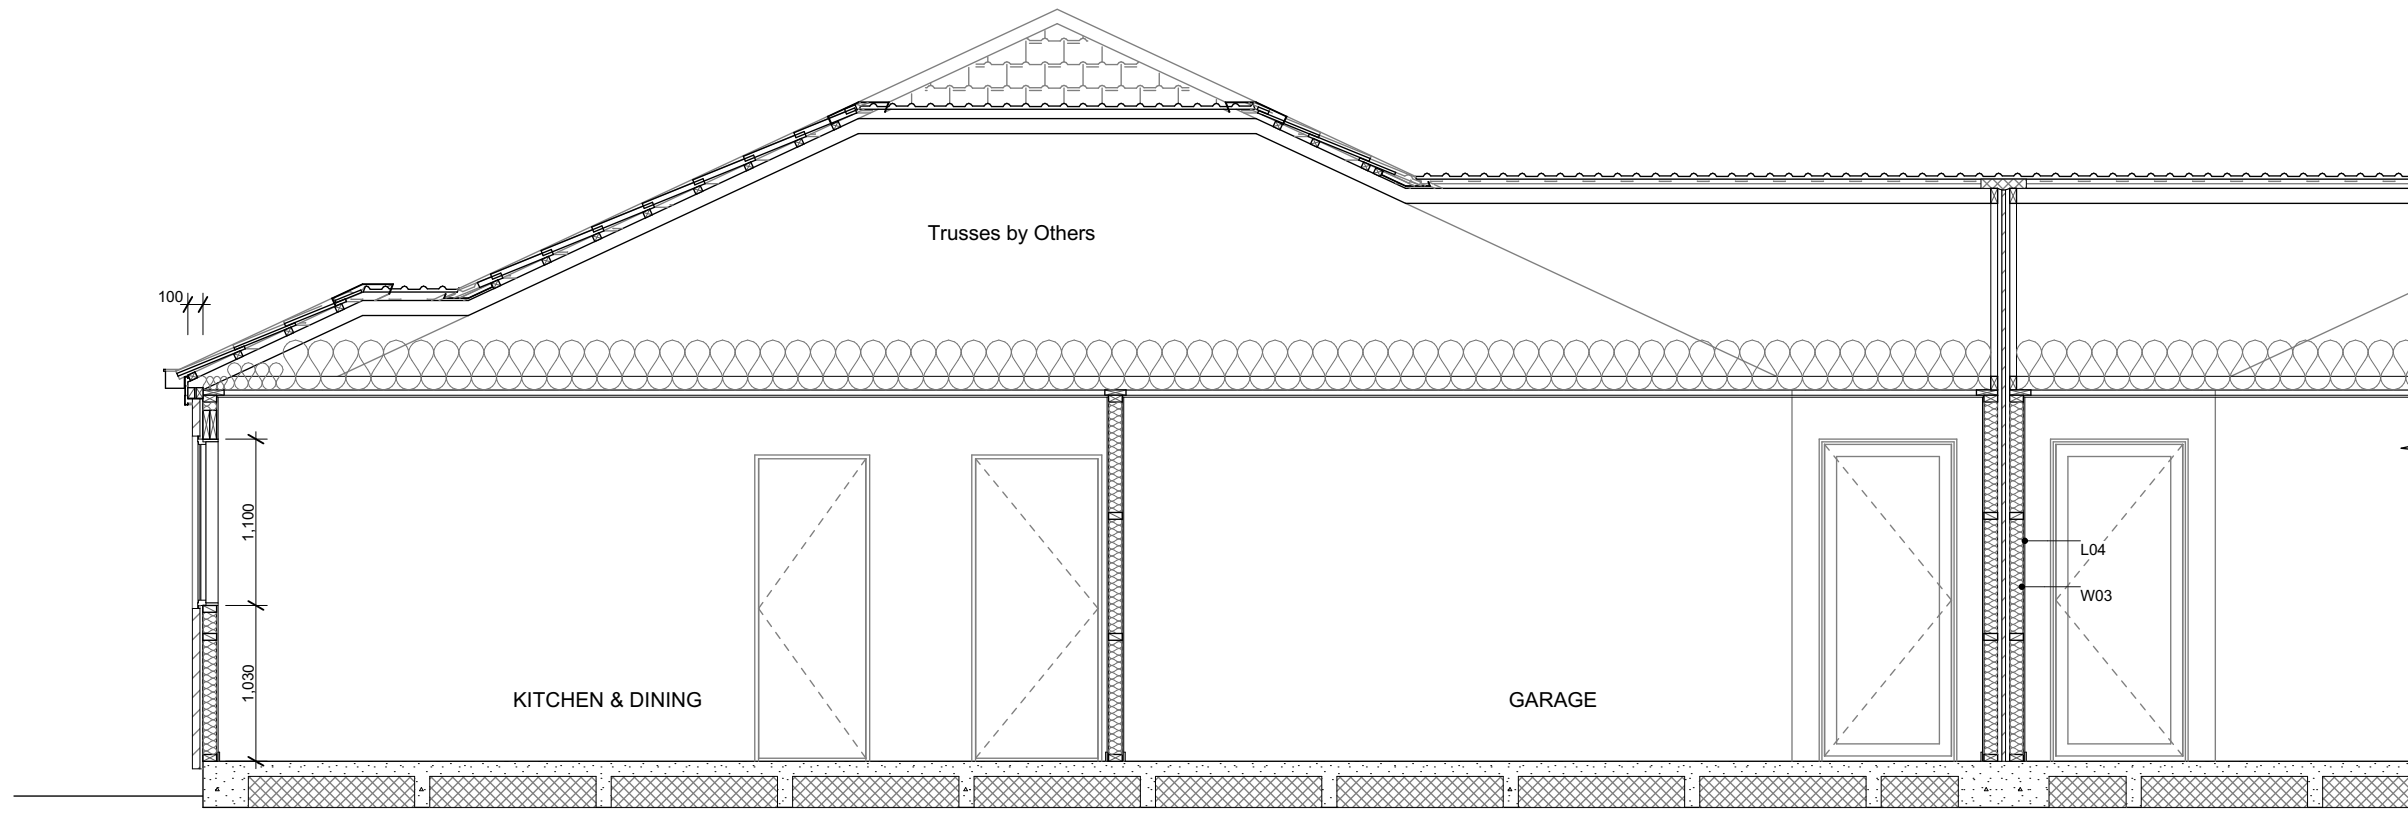 Trusses by Others
100
1,100
L04
W03
1,030
KITCHEN & DINING
GARAGE